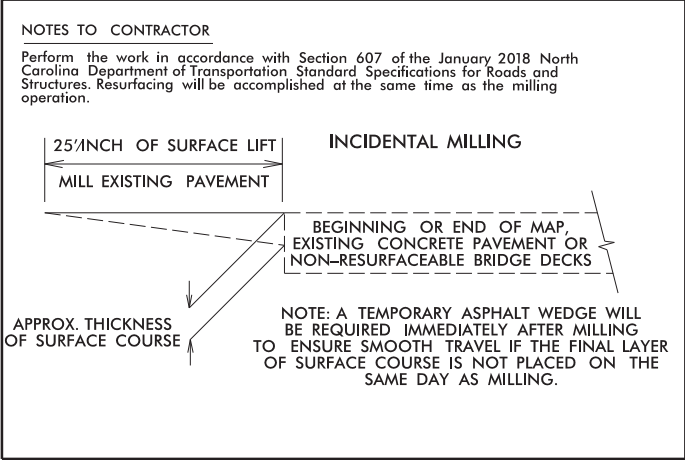 NOTES TO CONTRACTOR
Perform the work in accordance with Section 607 of the January 2018 North
Carolina Department of Transportation Standard Specifications for Roads and
Structures. Resurfacing will be accomplished at the same time as the milling
operation.
25'/INCH OF SURFACE LIFT
INCIDENTAL MILLING
MILL EXISTING PAVEMENT
BEGINNING OR END OF MAP,
EXISTING CONCRETE PAVEMENT OR
NON-RESURFACEABLE BRIDGE DECKS
APPROX. THICKNESS
OF SURFACE COURSE
NOTE: A TEMPORARY ASPHALT WEDGE WILL
BE REQUIRED IMMEDIATELY AFTER MILLING
TO ENSURE SMOOTH TRAVEL IF THE FINAL LAYER
OF SURFACE COURSE IS NOT PLACED ON THE
SAME DAY AS MILLING.